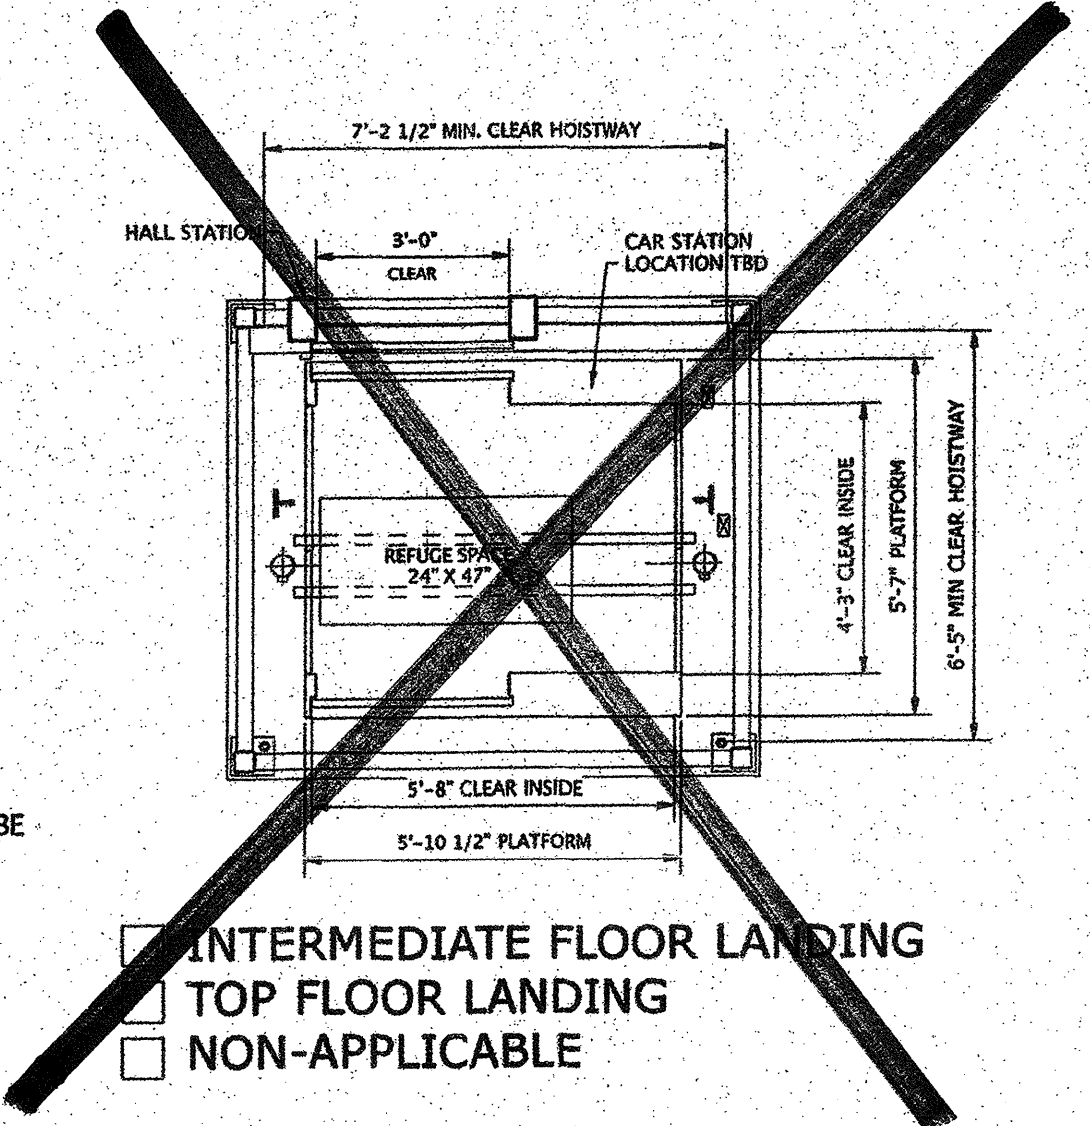 7'-2 1/2" MIN. CLEAR HOISTWAY
HALL STATION
3'-0"
CLEAR
CAR STATION
LOCATION TBD
REFUGE SPACE
24" X 47"
4'-3" CLEAR INSIDE
5'-7" PLATFORM
6'-5" MIN CLEAR HOISTWAY
5'-8" CLEAR INSIDE
BE
5'-10 1/2" PLATFORM
INTERMEDIATE FLOOR LANDING
TOP FLOOR LANDING
NON-APPLICABLE